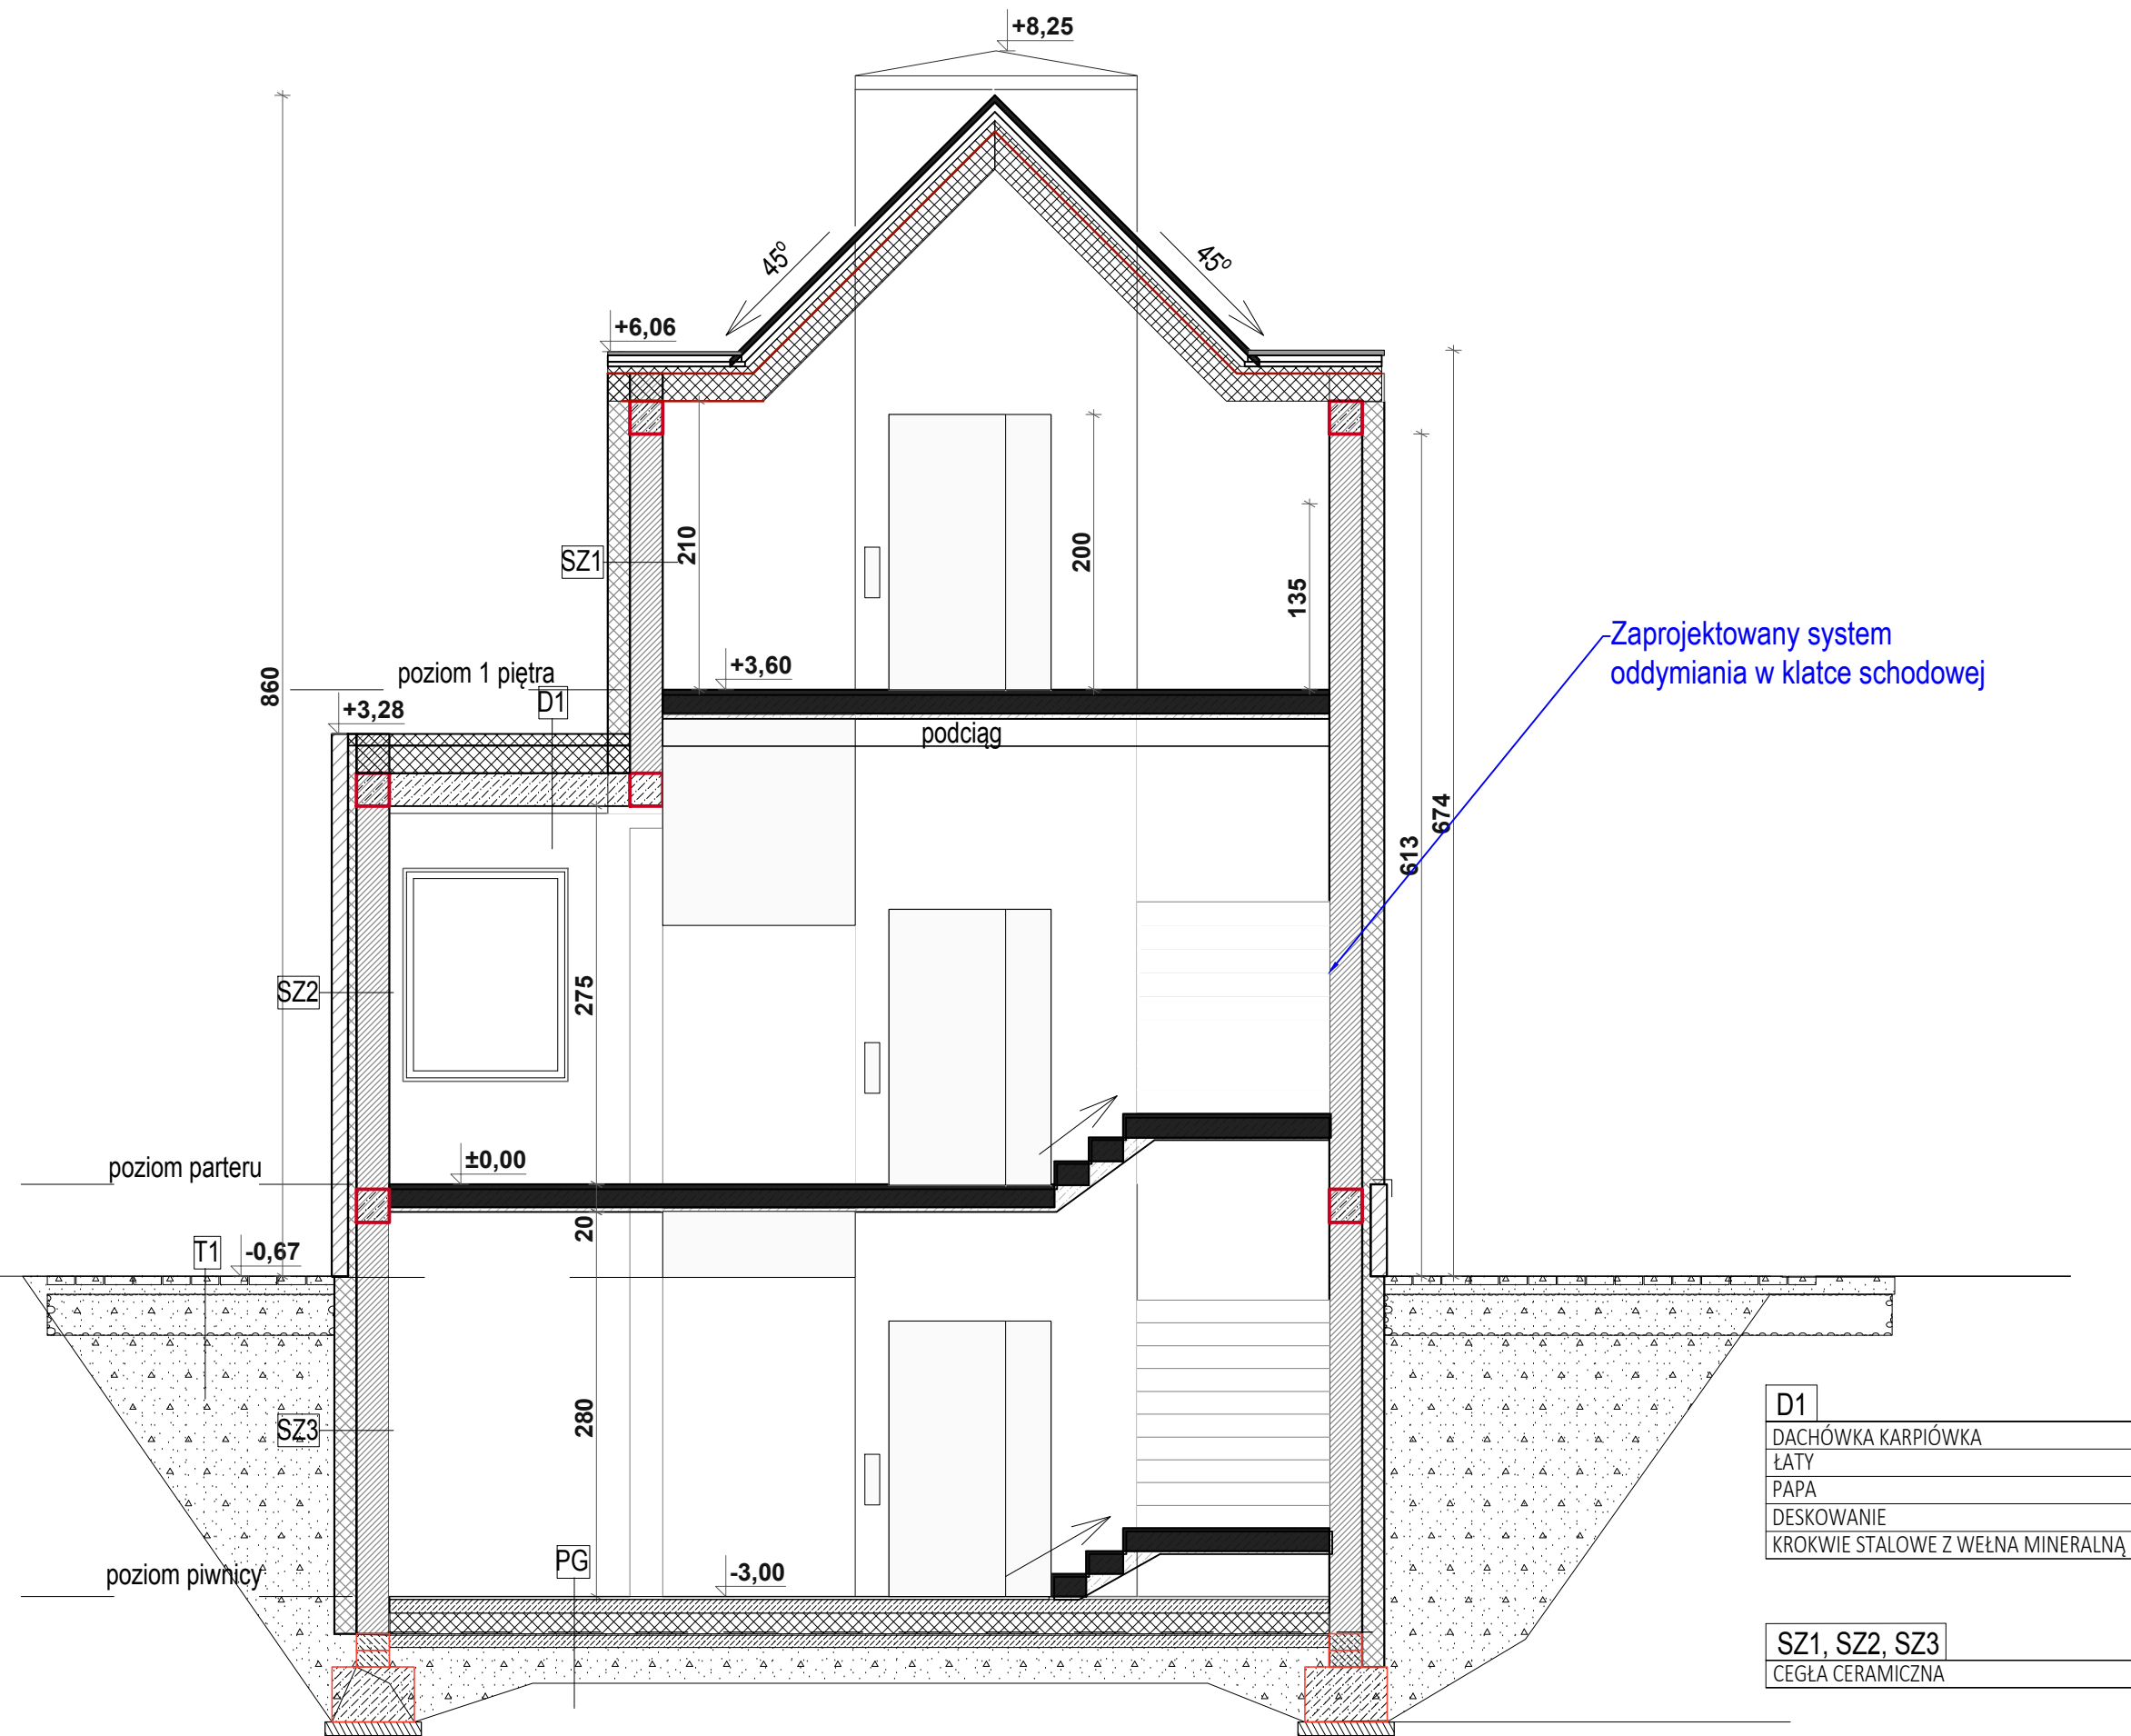 +8,25
45º
45º
+6,06
860
SZ1
210
200
135
Zaprojektowany system
oddymiania w klatce schodowej
poziom 1 piętra
+3,60
D1
+3,28
podciąg
674
613
SZ2
275
±0,00
poziom parteru
20
T1
-0,67
280
SZ3
D1
DACHÓWKA KARPIÓWKA
ŁATY
PAPA
DESKOWANIE
KROKWIE STALOWE Z WEŁNA MINERALNĄ
PG
-3,00
poziom piwnicy
SZ1, SZ2, SZ3
CEGŁA CERAMICZNA